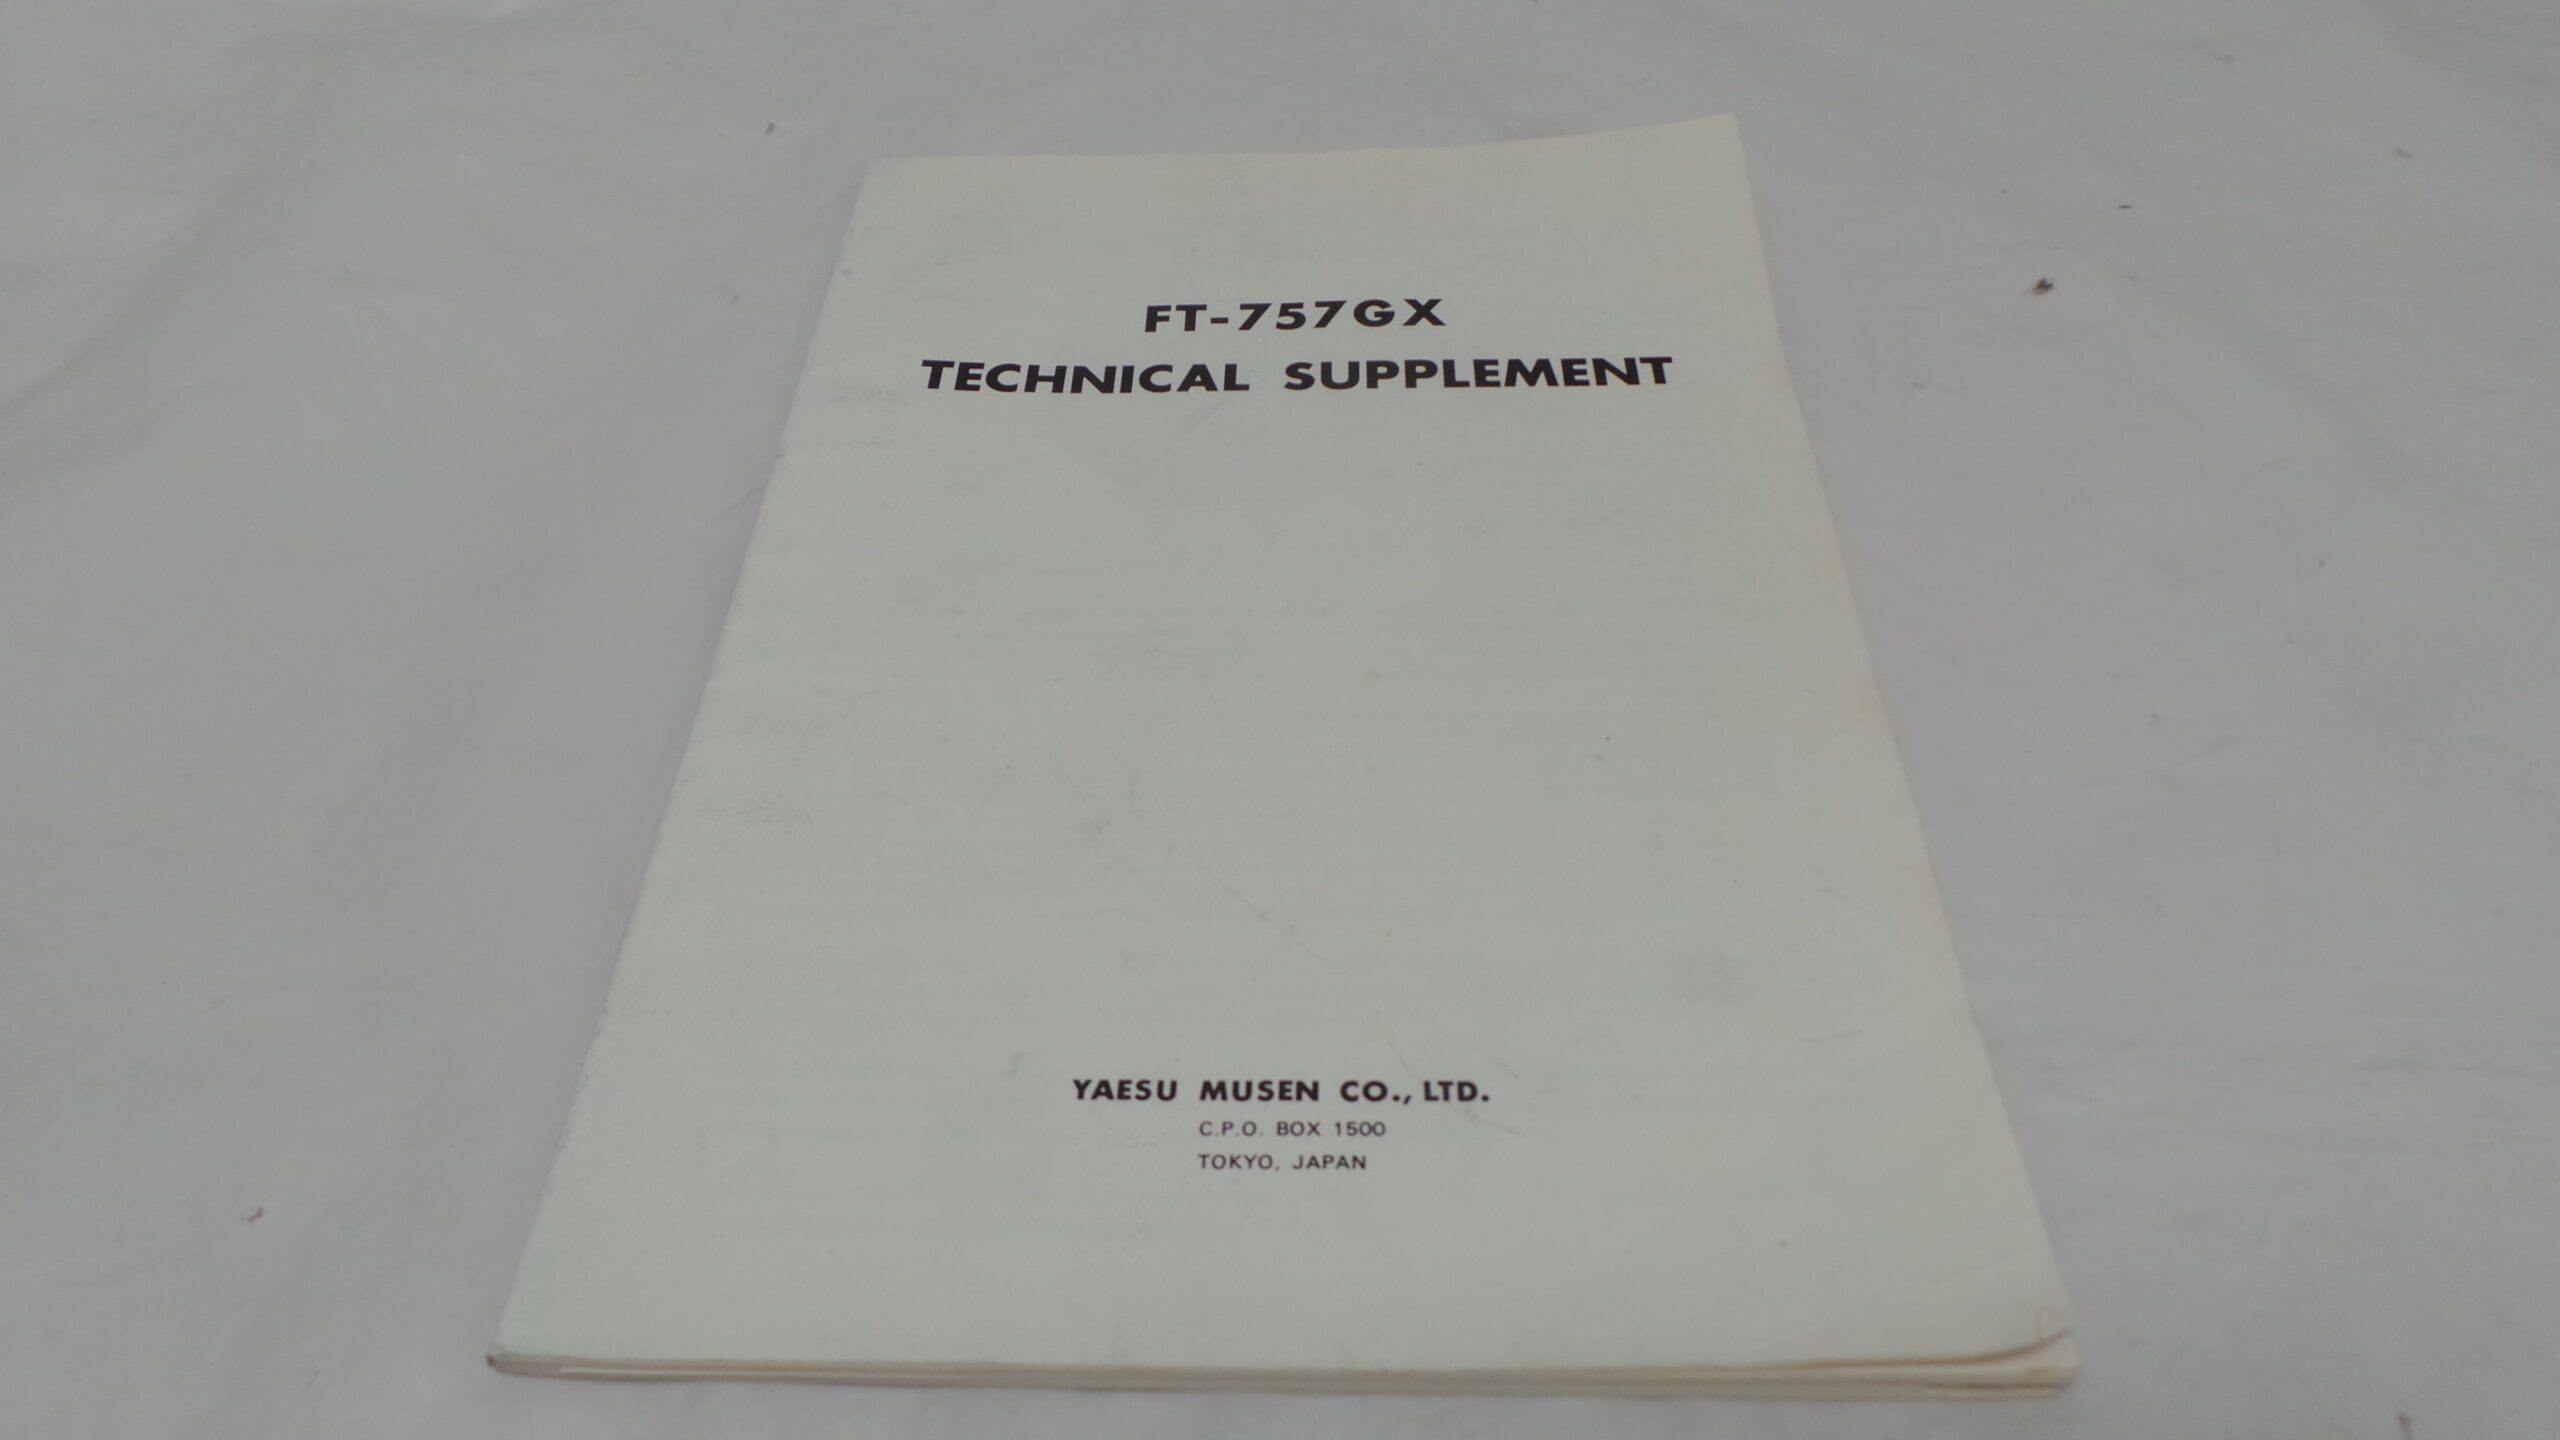 FT-757GX
TECHNICAL SUPPLEMENT
YAESU MUSEN CO., LTD.
C.P.O. BOX 1500
TOKYO, JAPAN